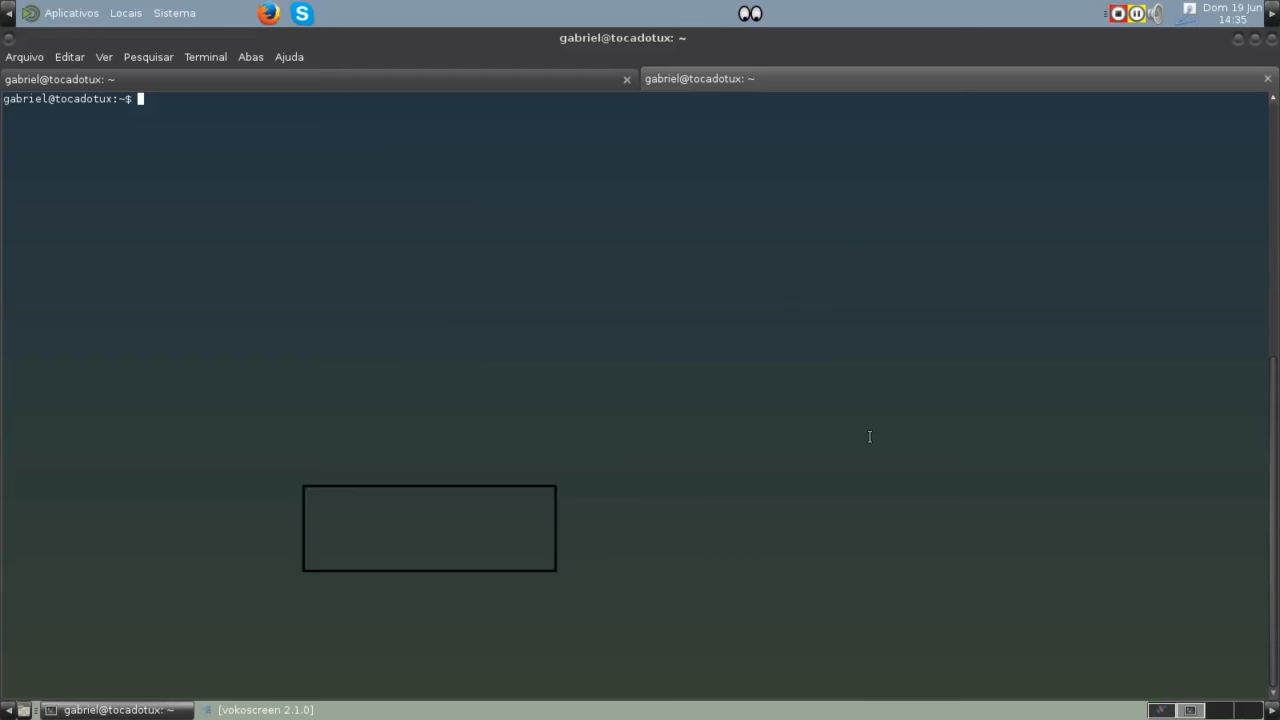 Aplicativos Locais Sistema
Dom 19 Jun
14:35
gabriel@tocadotux: ~
Arquivo Editar Ver Pesquisar Terminal Abas Ajuda
gabriel@tocadotux: ~ gabriel@tocadotux: ~
gabriel@tocadotux:~$
gabriel@tocadotux: ~ [vokoscreen 2.1.0]